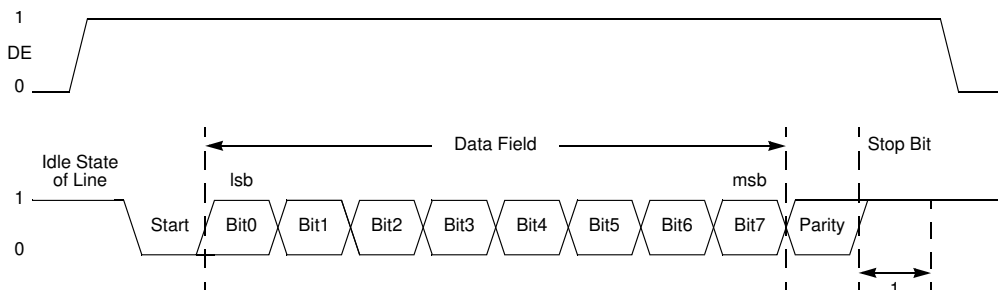 1
DE
0
Data Field
Stop Bit
Idle State
of Line
lsb
msb
1
Start
Bit0
Bit1
Bit2
Bit3
Bit4
Bit5
Bit6
Bit7
Parity
0
1